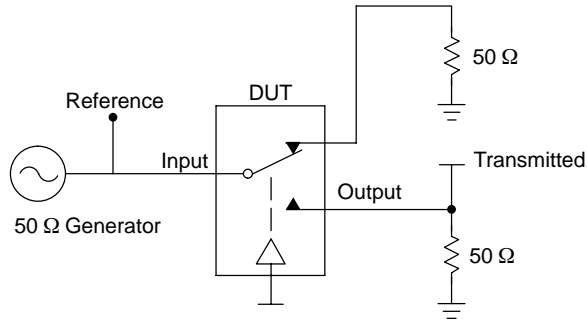 50 Ω
DUT
Reference
Input
Transmitted
Output
50 Ω Generator
50 Ω